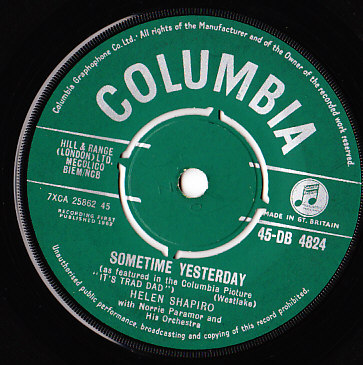 Columbia Graphophone Co. Ltd. · All rights of the Manufacturer and of the Owner of the recorded work reserved
COLUMBIA
HILL & RANGE
(LONDON) LTD.
MECOLICO
BIEM/NCB
7XCA 25862 45
RECORDING FIRST
PUBLISHED 1962
MADE IN GT. BRITAIN
45-DB 4824
SOMETIME YESTERDAY
(as featured in the Columbia Picture
„IT'S TRAD DAD") (Westlake)
HELEN SHAPIRO
with Norrie Paramor and
His Orchestra
Unauthorised public performance, broadcasting and copying of this record prohibited.